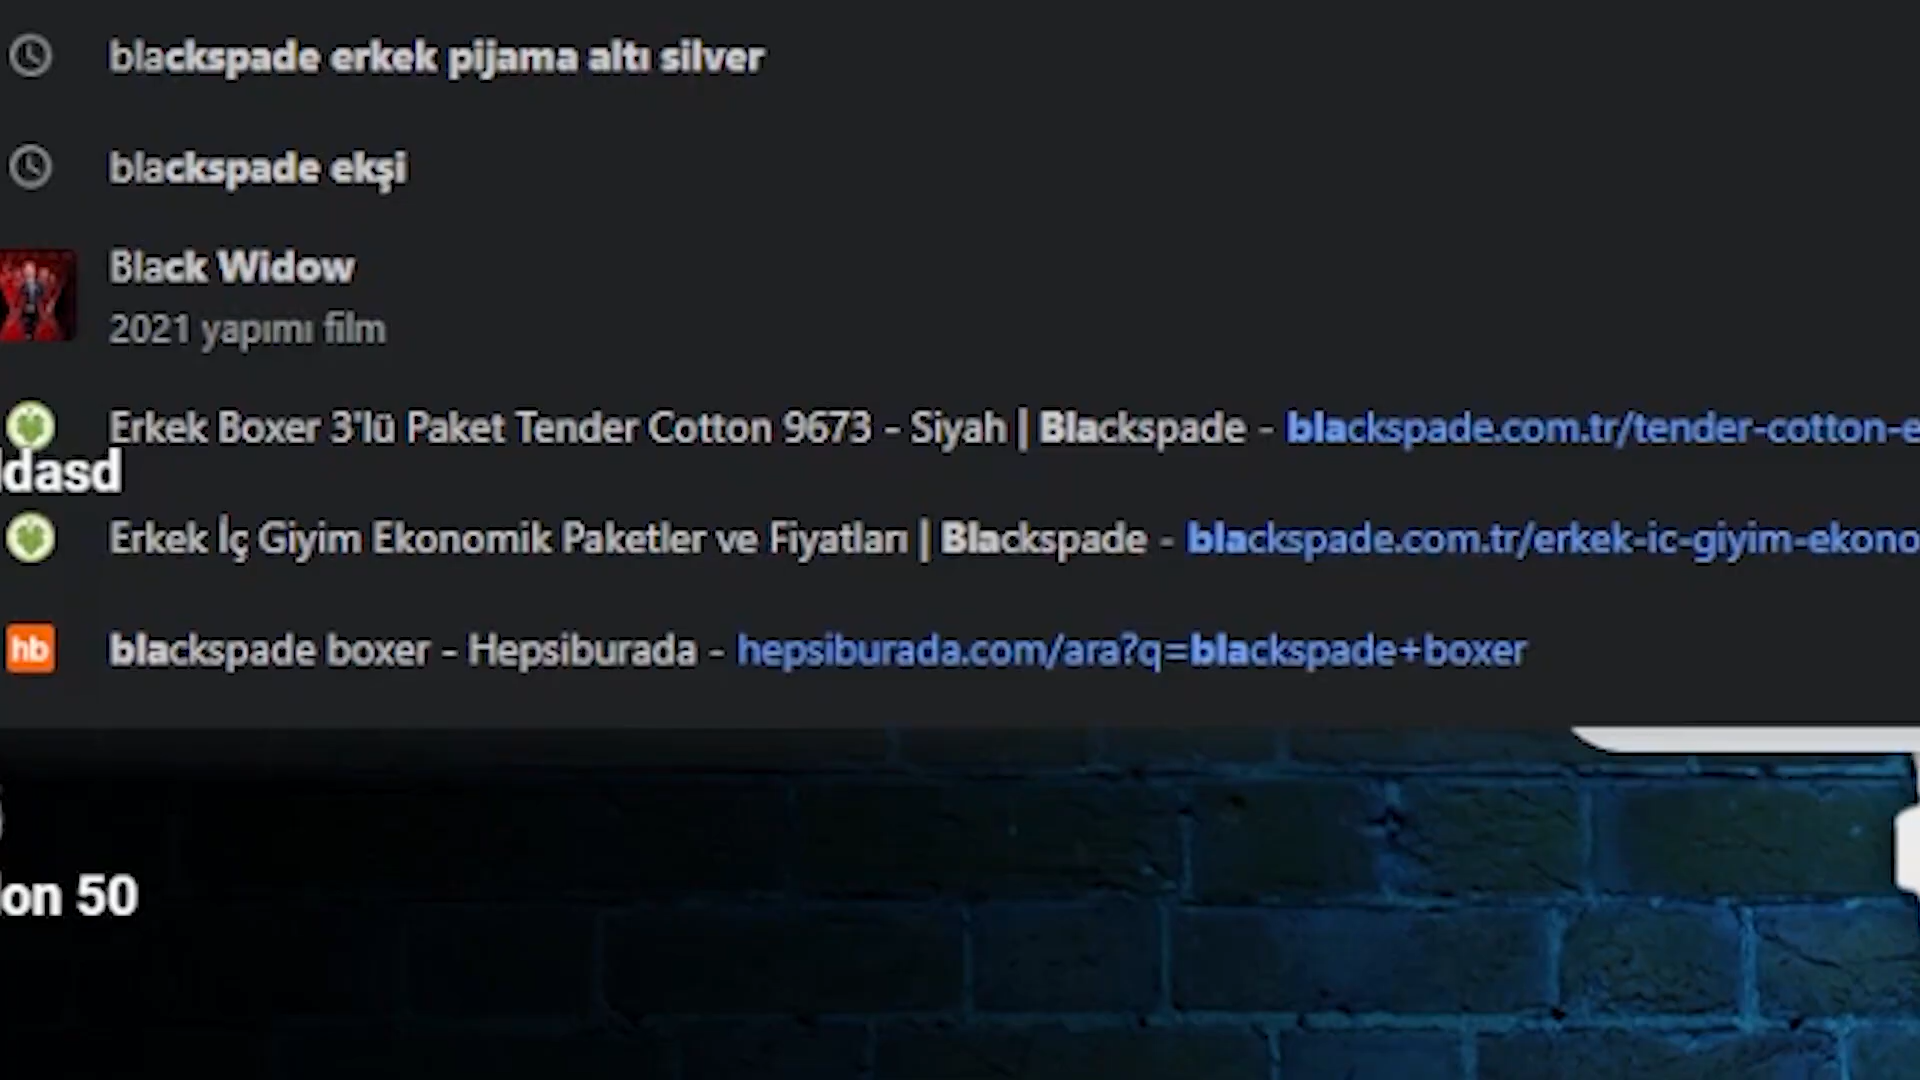 blackspade erkek pijama altı silver
blackspade ekşi
Black Widow
2021 yapımı film
Erkek Boxer 3'lü Paket Tender Cotton 9673 - Siyah | Blackspade - blackspade.com.tr/tender-cotton-e
ldasd
Erkek İç Giyim Ekonomik Paketler ve Fiyatları | Blackspade - blackspade.com.tr/erkek-ic-giyim-ekono
hb blackspade boxer - Hepsiburada - hepsiburada.com/ara?q=blackspade+boxer
on 50